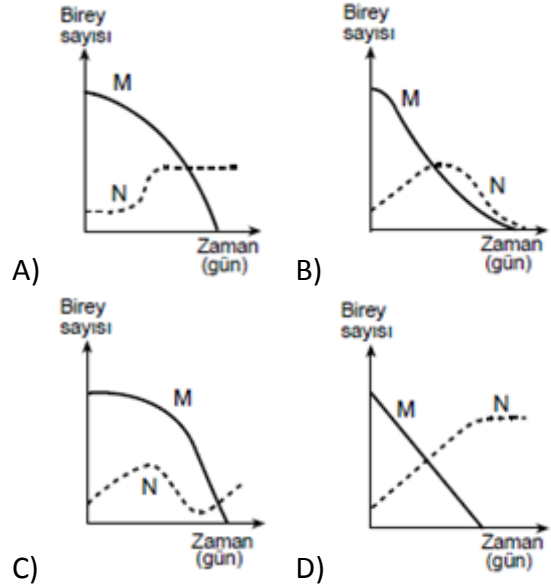 Birey
sayısı
M
N
Zaman
(gün)
A)
Birey
sayısı
M
N
Zaman
(gün)
B)
Birey
sayısı
M
N
Zaman
(gün)
C)
Birey
sayısı
M
N
Zaman
(gün)
D)